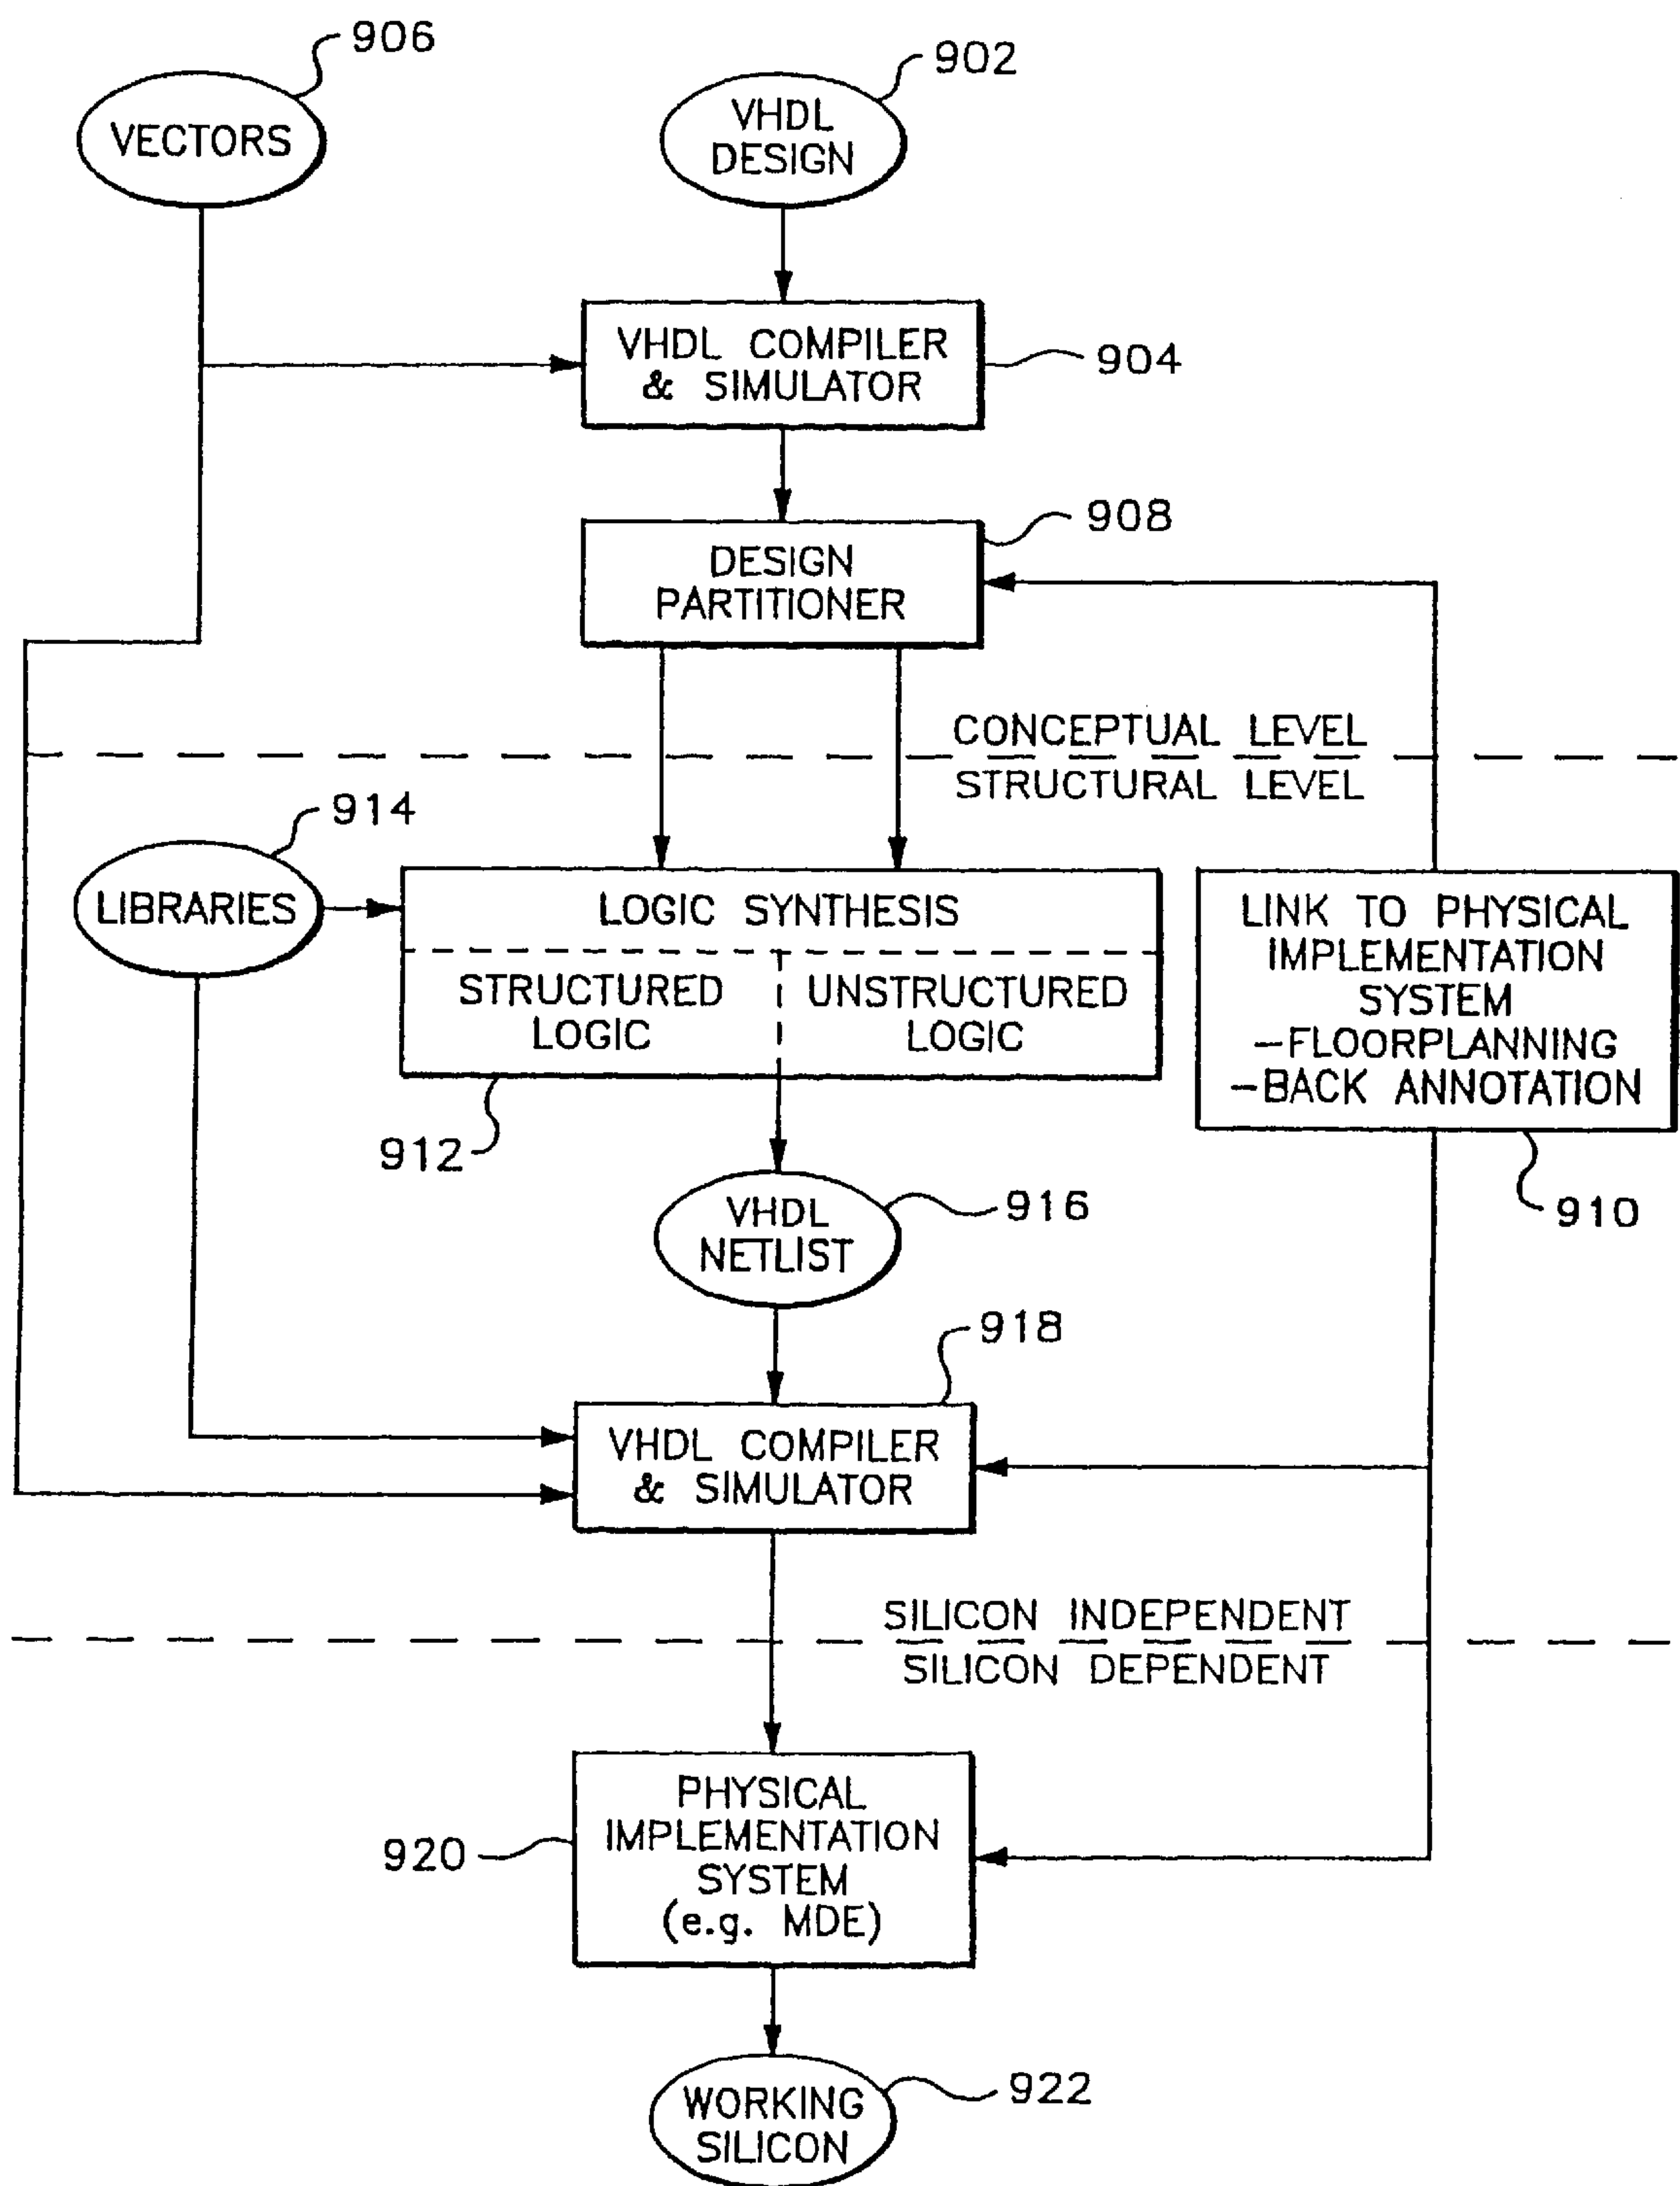 906
902
VECTORS
VHDL
DESIGN
VHDL COMPILER
& SIMULATOR
904
908
DESIGN
PARTITIONER
CONCEPTUAL LEVEL
STRUCTURAL LEVEL
914
LIBRARIES
LOGIC SYNTHESIS
STRUCTURED
LOGIC
UNSTRUCTURED
LOGIC
LINK TO PHYSICAL
IMPLEMENTATION
SYSTEM
-FLOORPLANNING
-BACK ANNOTATION
912
910
VHDL
NETLIST
916
918
VHDL COMPILER
& SIMULATOR
SILICON INDEPENDENT
SILICON DEPENDENT
PHYSICAL
IMPLEMENTATION
SYSTEM
(e.g. MDE)
920
WORKING
SILICON
922